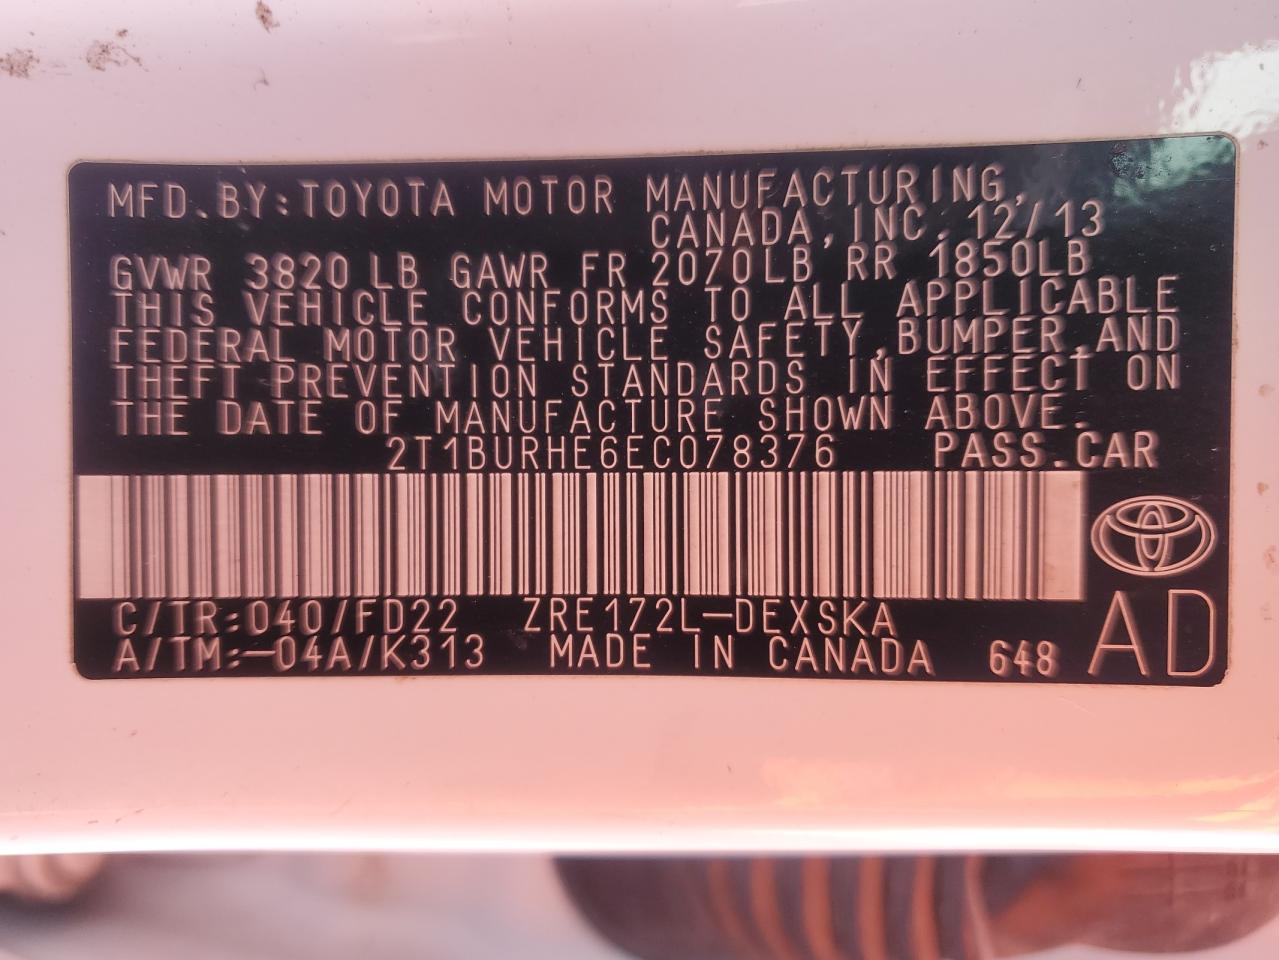 MFD.BY:TOYOTA MOTOR MANUFACTURING,
CANADA,INC. 12/13
GVWR 3820LB GAWR FR 2070LB RR 1850LB
THIS VEHICLE CONFORMS TO ALL APPLICABLE
FEDERAL MOTOR VEHICLE SAFETY,BUMPER,AND
THEFT PREVENTION STANDARDS IN EFFECT ON
THE DATE OF MANUFACTURE SHOWN ABOVE.
2T1BURHE6EC078376 PASS.CAR
C/TR:040/FD22 ZRE172L-DEXSKA
A/TM:-04A/K313 MADE IN CANADA 648 AD